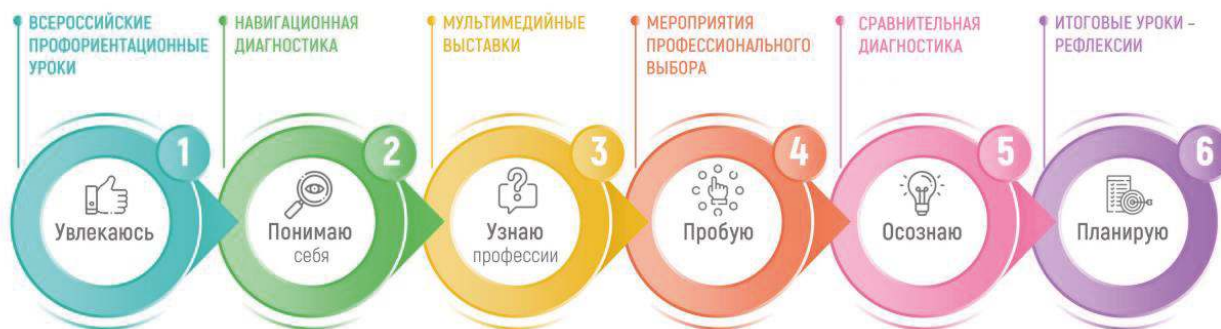 ВСЕРОССИЙСКИЕ
ПРОФОРИЕНТАЦИОННЫЕ
УРОКИ
1
Увлекаюсь
НАВИГАЦИОННАЯ
ДИАГНОСТИКА
2
Понимаю
себя
МУЛЬТИМЕДИЙНЫЕ
ВЫСТАВКИ
3
Узнаю
профессии
МЕРОПРИЯТИЯ
ПРОФЕССИОНАЛЬНОГО
ВЫБОРА
4
Пробую
СРАВНИТЕЛЬНАЯ
ДИАГНОСТИКА
5
Осознаю
ИТОГОВЫЕ УРОКИ –
РЕФЛЕКСИИ
6
Планирую